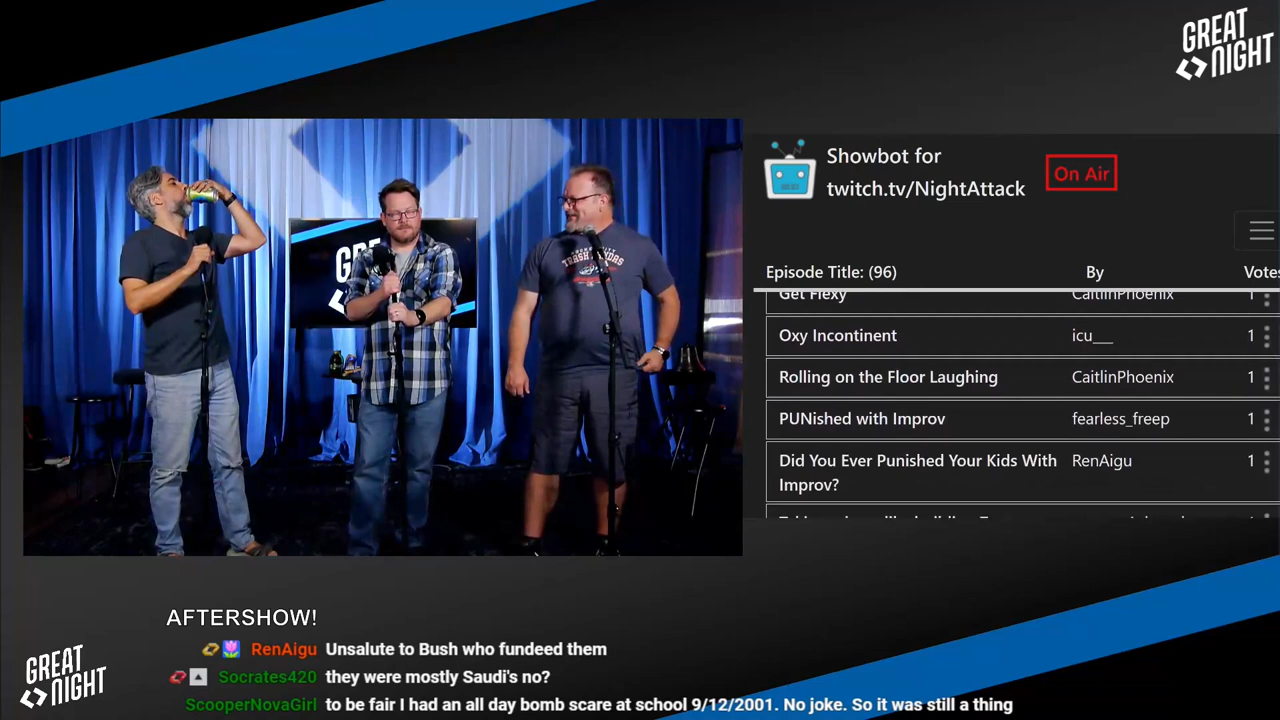 GREAT
NIGHT
Showbot for
twitch.tv/NightAttack
On Air
Episode Title: (96)
By
Votes
Get Flexy
CaitlinPhoenix
1
Oxy Incontinent
icu___
1
Rolling on the Floor Laughing
CaitlinPhoenix
1
PUNished with Improv
fearless_freep
1
Did You Ever Punished Your Kids With
Improv?
RenAigu
1
GRE
TRASH PANDAS
AFTERSHOW!
RenAigu Unsalute to Bush who fundeed them
Socrates420 they were mostly Saudi's no?
ScooperNovaGirl to be fair I had an all day bomb scare at school 9/12/2001. No joke. So it was still a thing
GREAT
NIGHT